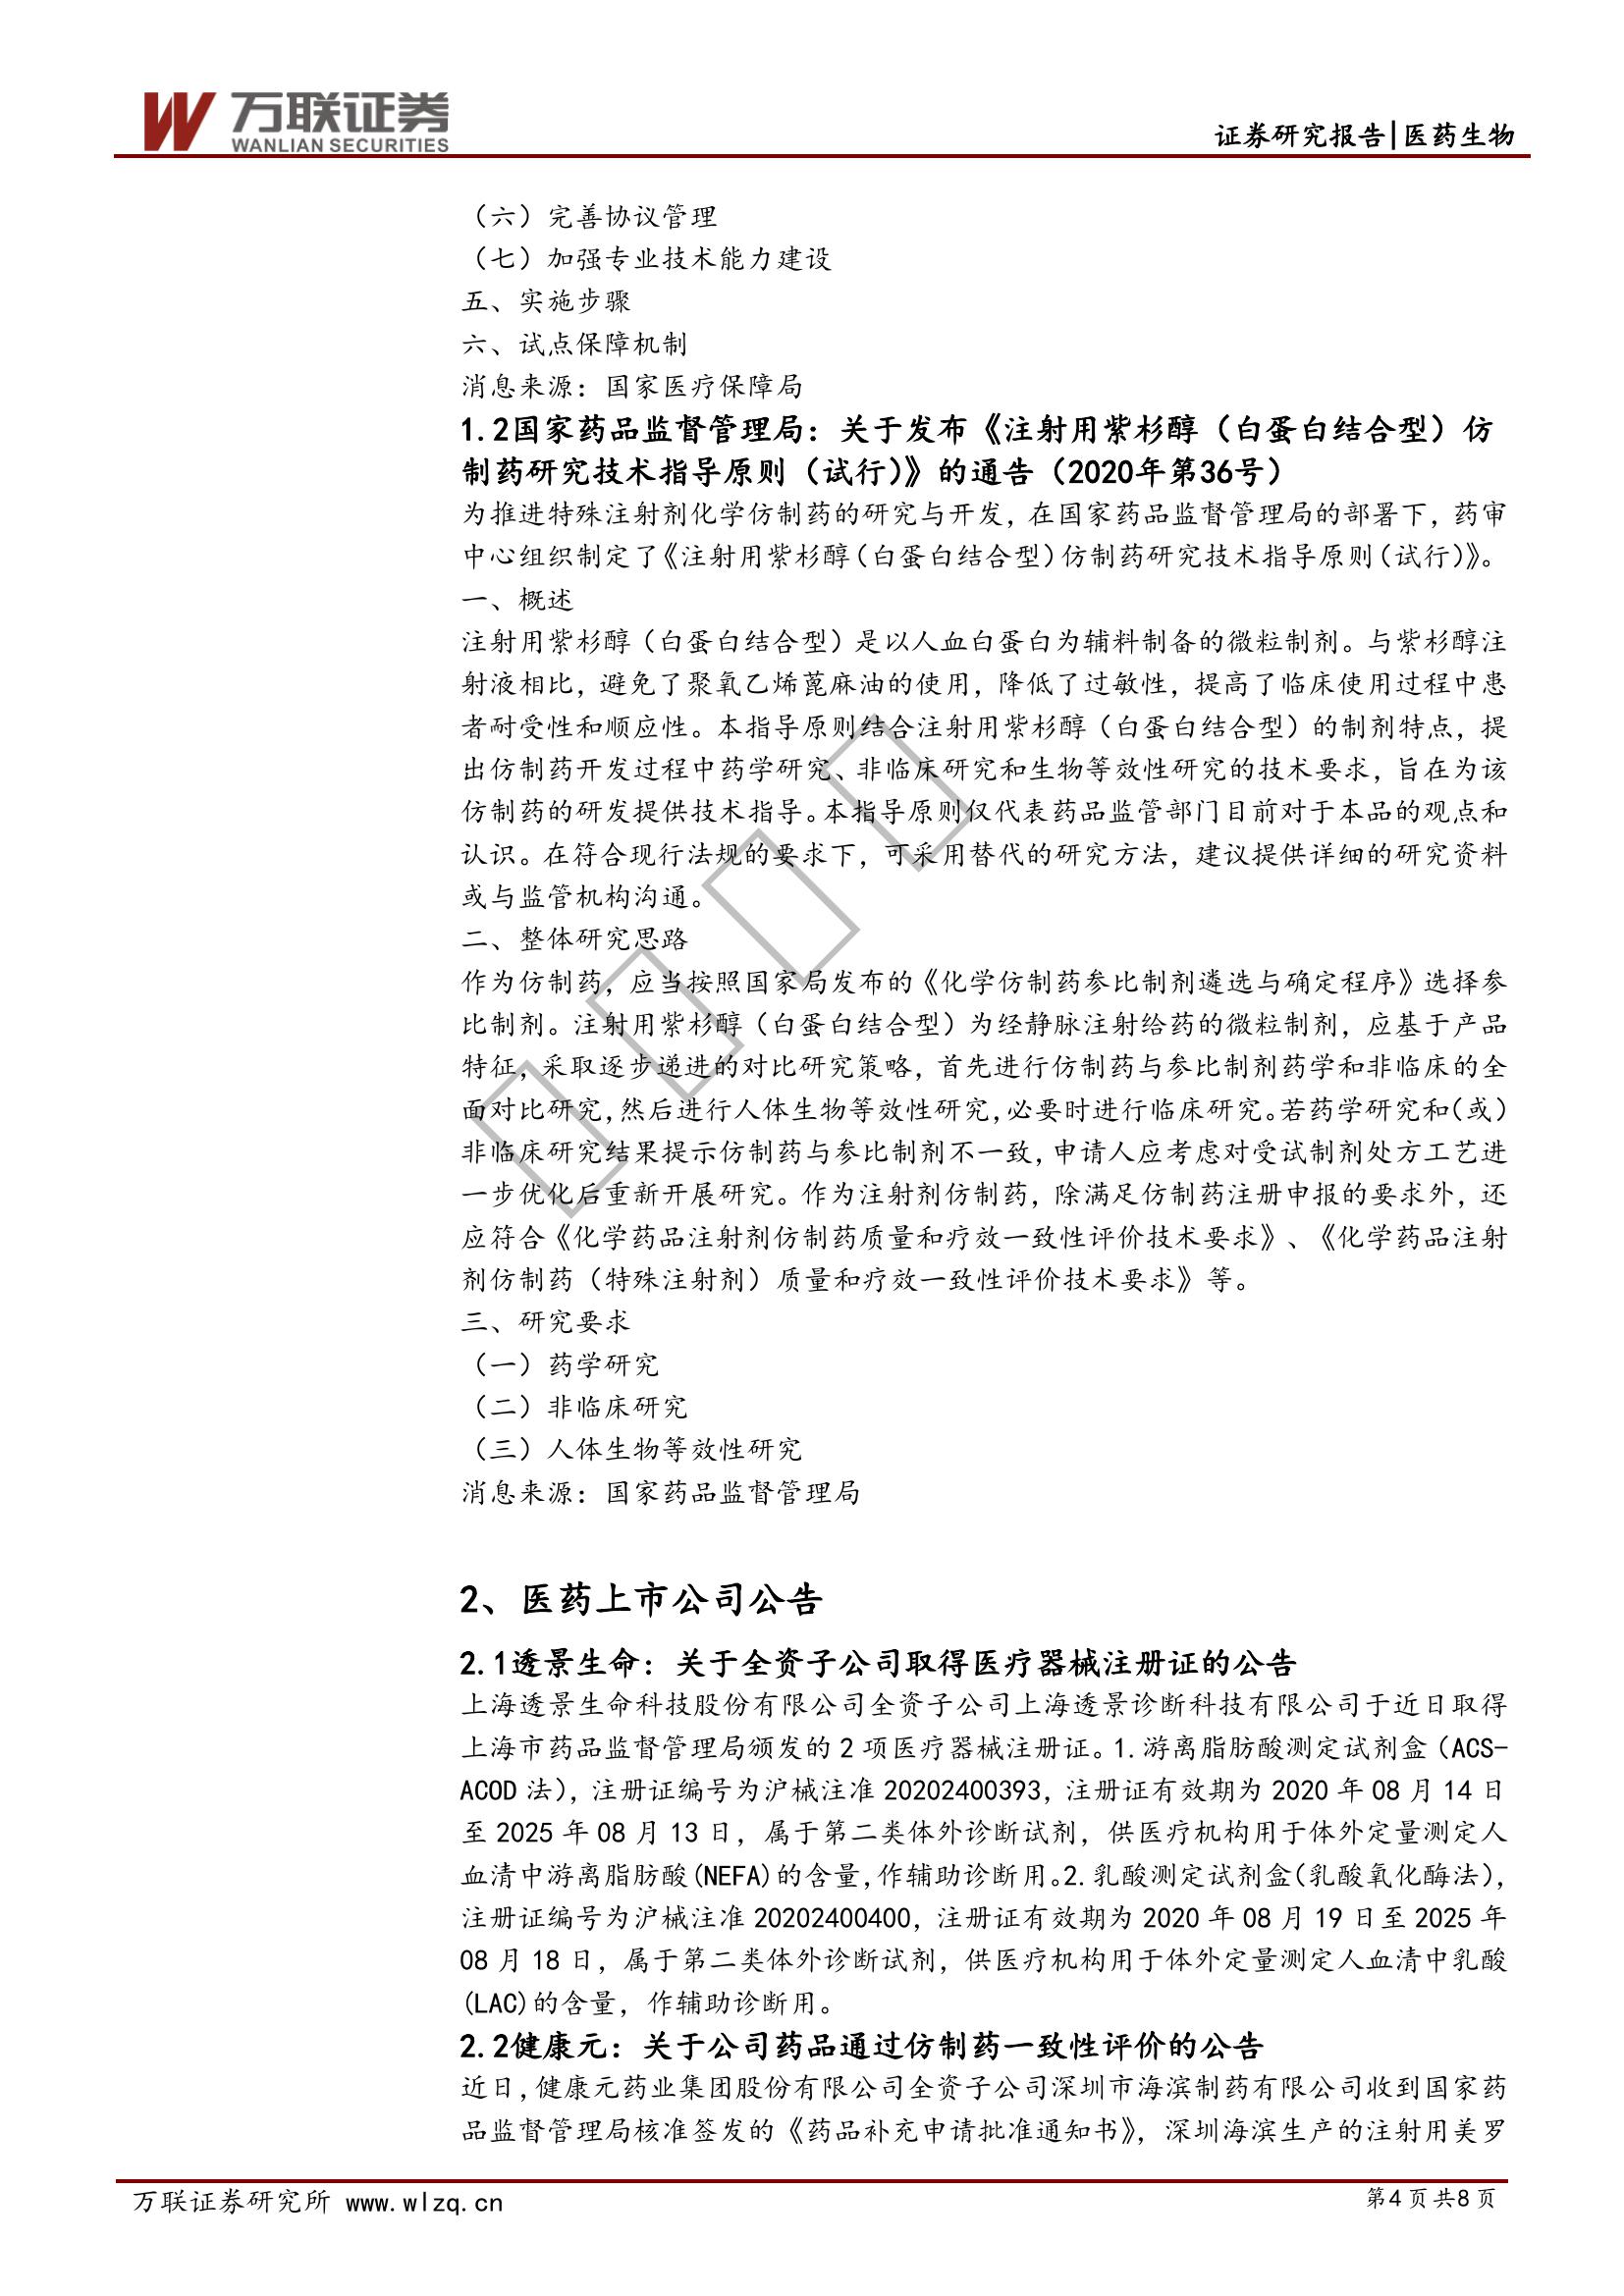 万联证券
WANLIAN SECURITIES
证券研究报告|医药生物
（六）完善协议管理
（七）加强专业技术能力建设
五、实施步骤
六、试点保障机制
消息来源：国家医疗保障局
1.2国家药品监督管理局：关于发布《注射用紫杉醇（白蛋白结合型）仿
制药研究技术指导原则（试行）》的通告（2020年第36号）
为推进特殊注射剂化学仿制药的研究与开发，在国家药品监督管理局的部署下，药审
中心组织制定了《注射用紫杉醇（白蛋白结合型）仿制药研究技术指导原则（试行）》。
一、概述
注射用紫杉醇（白蛋白结合型）是以人血白蛋白为辅料制备的微粒制剂。与紫杉醇注
射液相比，避免了聚氧乙烯蓖麻油的使用，降低了过敏性，提高了临床使用过程中患
者耐受性和顺应性。本指导原则结合注射用紫杉醇（白蛋白结合型）的制剂特点，提
出仿制药开发过程中药学研究、非临床研究和生物等效性研究的技术要求，旨在为该
仿制药的研发提供技术指导。本指导原则仅代表药品监管部门目前对于本品的观点和
认识。在符合现行法规的要求下，可采用替代的研究方法，建议提供详细的研究资料
或与监管机构沟通。
二、整体研究思路
作为仿制药，应当按照国家局发布的《化学仿制药参比制剂遴选与确定程序》选择参
比制剂。注射用紫杉醇（白蛋白结合型）为经静脉注射给药的微粒制剂，应基于产品
特征，采取逐步递进的对比研究策略，首先进行仿制药与参比制剂药学和非临床的全
面对比研究，然后进行人体生物等效性研究，必要时进行临床研究。若药学研究和（或）
非临床研究结果提示仿制药与参比制剂不一致，申请人应考虑对受试制剂处方工艺进
一步优化后重新开展研究。作为注射剂仿制药，除满足仿制药注册申报的要求外，还
应符合《化学药品注射剂仿制药质量和疗效一致性评价技术要求》、《化学药品注射
剂仿制药（特殊注射剂）质量和疗效一致性评价技术要求》等。
三、研究要求
（一）药学研究
（二）非临床研究
（三）人体生物等效性研究
消息来源：国家药品监督管理局
2、医药上市公司公告
2.1透景生命：关于全资子公司取得医疗器械注册证的公告
上海透景生命科技股份有限公司全资子公司上海透景诊断科技有限公司于近日取得
上海市药品监督管理局颁发的 2 项医疗器械注册证。1.游离脂肪酸测定试剂盒（ACS-
ACOD 法），注册证编号为沪械注准 20202400393，注册证有效期为 2020 年 08 月 14 日
至 2025 年 08 月 13 日，属于第二类体外诊断试剂，供医疗机构用于体外定量测定人
血清中游离脂肪酸(NEFA)的含量，作辅助诊断用。2.乳酸测定试剂盒（乳酸氧化酶法），
注册证编号为沪械注准 20202400400，注册证有效期为 2020 年 08 月 19 日至 2025 年
08 月 18 日，属于第二类体外诊断试剂，供医疗机构用于体外定量测定人血清中乳酸
(LAC)的含量，作辅助诊断用。
2.2健康元：关于公司药品通过仿制药一致性评价的公告
近日，健康元药业集团股份有限公司全资子公司深圳市海滨制药有限公司收到国家药
品监督管理局核准签发的《药品补充申请批准通知书》，深圳海滨生产的注射用美罗
万联证券研究所 www.wlzq.cn
第4页共8页